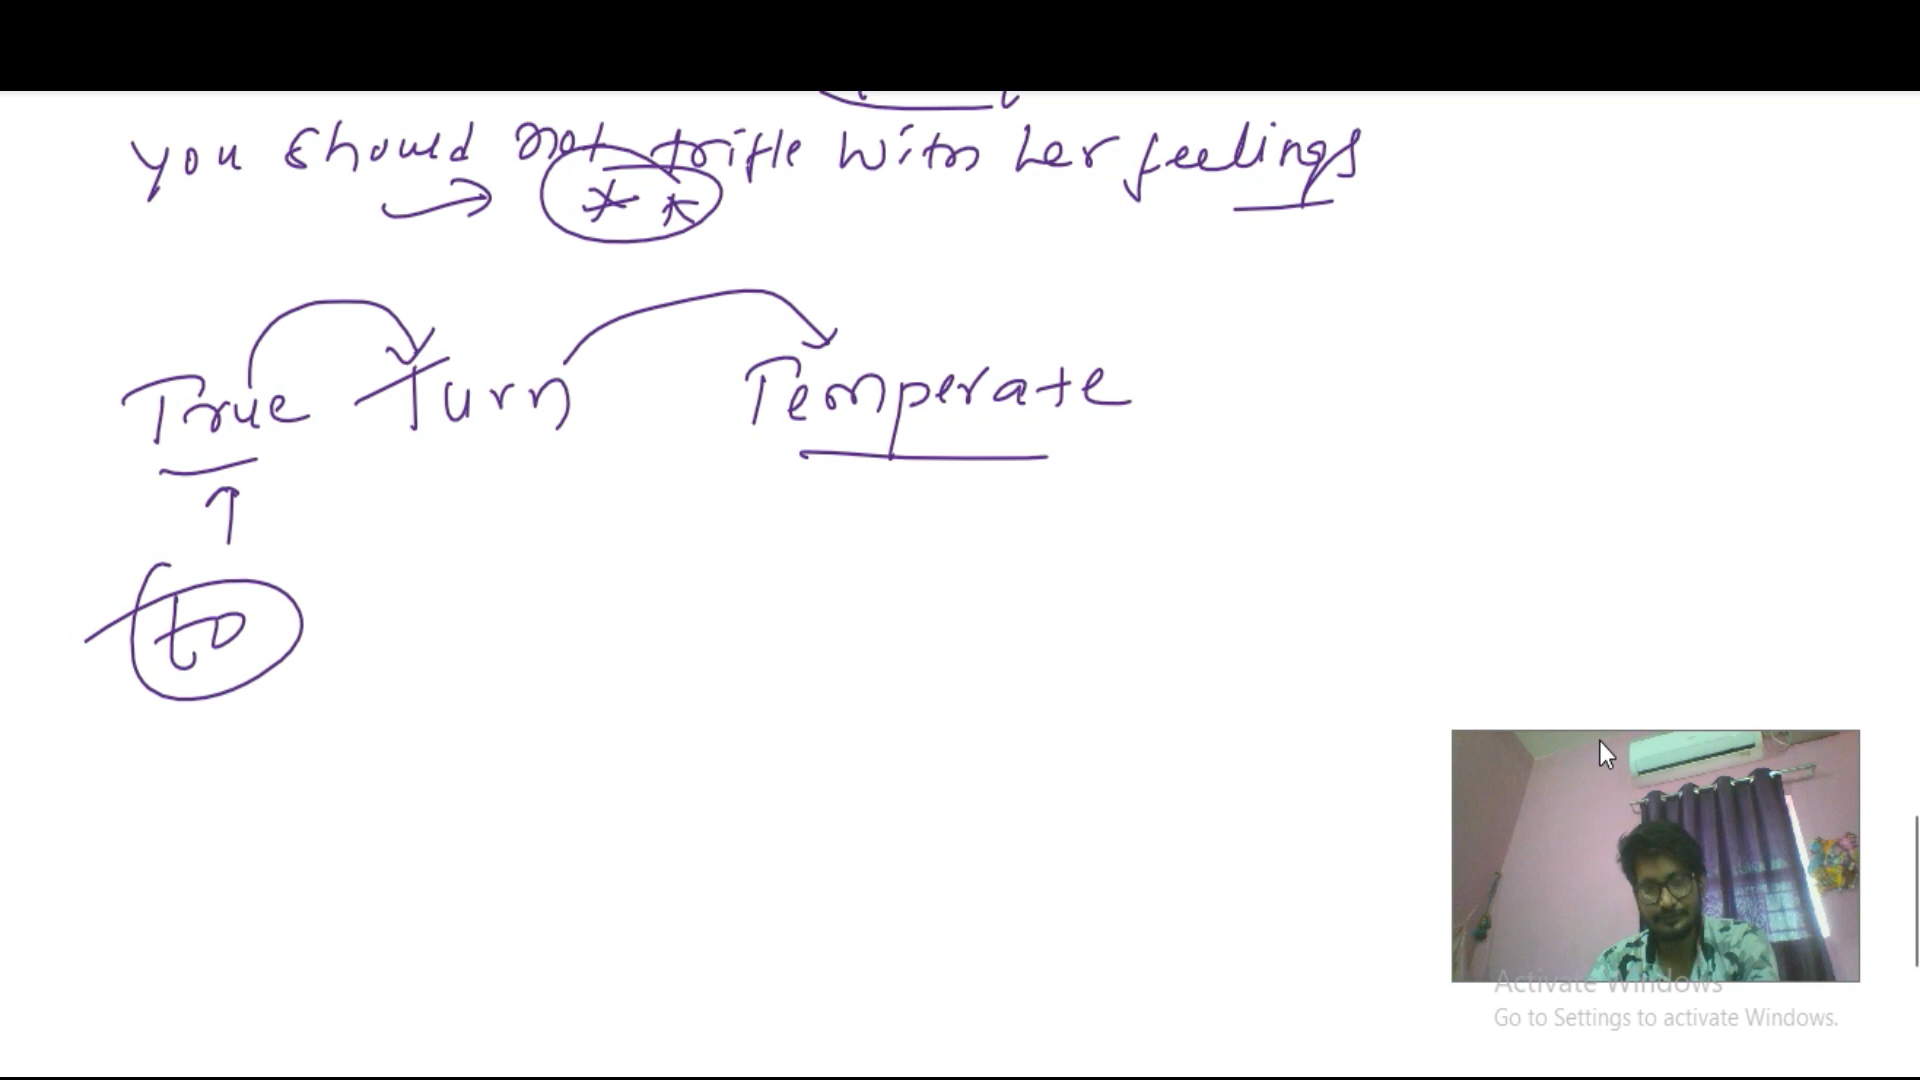 you should not trifle with her feelings
True Turn Temperate
to
Activate Windows
Go to Settings to activate Windows.